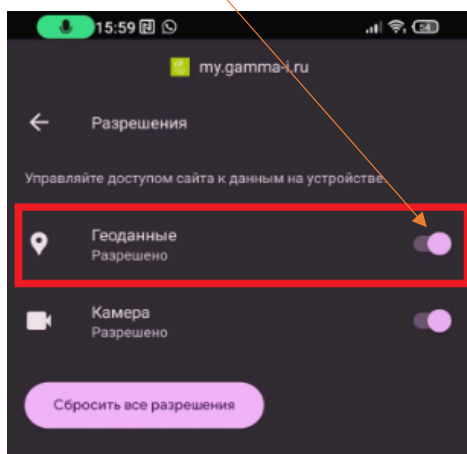 15:59
54
my.gamma-i.ru
Разрешения
Управляйте доступом сайта к данным на устройстве.
Геоданные
Разрешено
Камера
Разрешено
Сбросить все разрешения